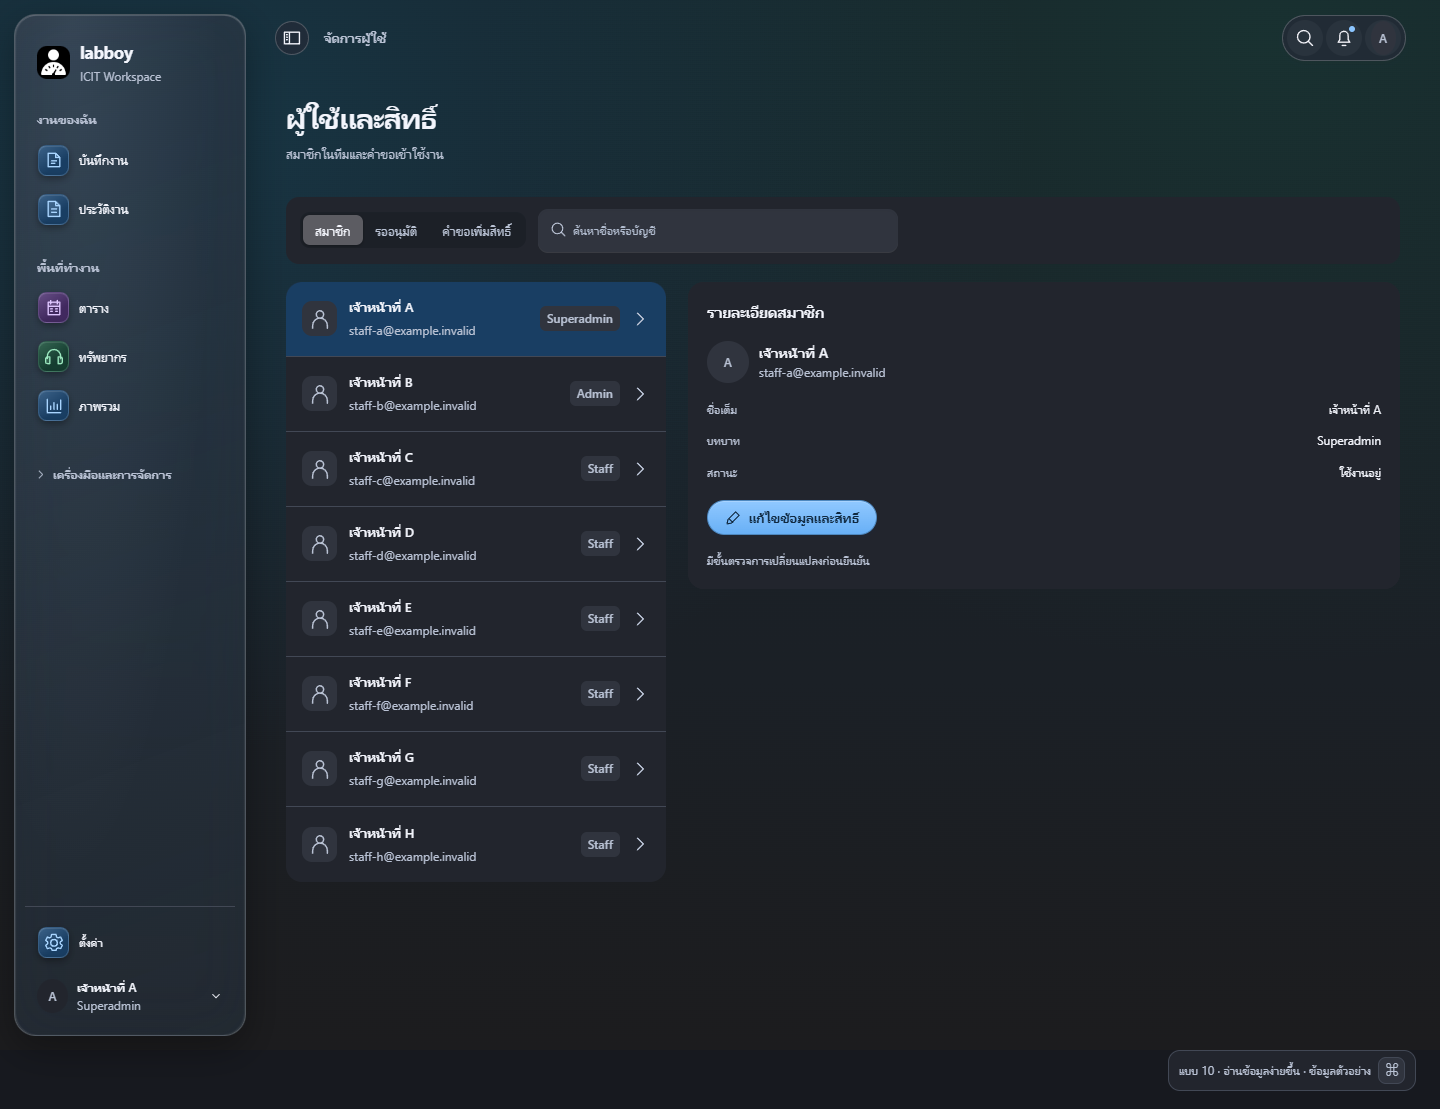 labboy
ICIT Workspace
งานของฉัน
บันทึกงาน
ประวัติงาน
พื้นที่ทำงาน
ตาราง
ทรัพยากร
ภาพรวม
เครื่องมือและการจัดการ
ตั้งค่า
A
เจ้าหน้าที่ A
Superadmin
จัดการผู้ใช้
A
ผู้ใช้และสิทธิ์
สมาชิกในทีมและคำขอเข้าใช้งาน
สมาชิก
รออนุมัติ
คำขอเพิ่มสิทธิ์
ค้นหาชื่อหรือบัญชี
เจ้าหน้าที่ A
staff-a@example.invalid
Superadmin
เจ้าหน้าที่ B
staff-b@example.invalid
Admin
เจ้าหน้าที่ C
staff-c@example.invalid
Staff
เจ้าหน้าที่ D
staff-d@example.invalid
Staff
เจ้าหน้าที่ E
staff-e@example.invalid
Staff
เจ้าหน้าที่ F
staff-f@example.invalid
Staff
เจ้าหน้าที่ G
staff-g@example.invalid
Staff
เจ้าหน้าที่ H
staff-h@example.invalid
Staff
รายละเอียดสมาชิก
A
เจ้าหน้าที่ A
staff-a@example.invalid
ชื่อเต็ม
เจ้าหน้าที่ A
บทบาท
Superadmin
สถานะ
ใช้งานอยู่
แก้ไขข้อมูลและสิทธิ์
มีขั้นตรวจการเปลี่ยนแปลงก่อนยืนยัน
แบบ 10 · อ่านข้อมูลง่ายขึ้น · ข้อมูลตัวอย่าง ⌘